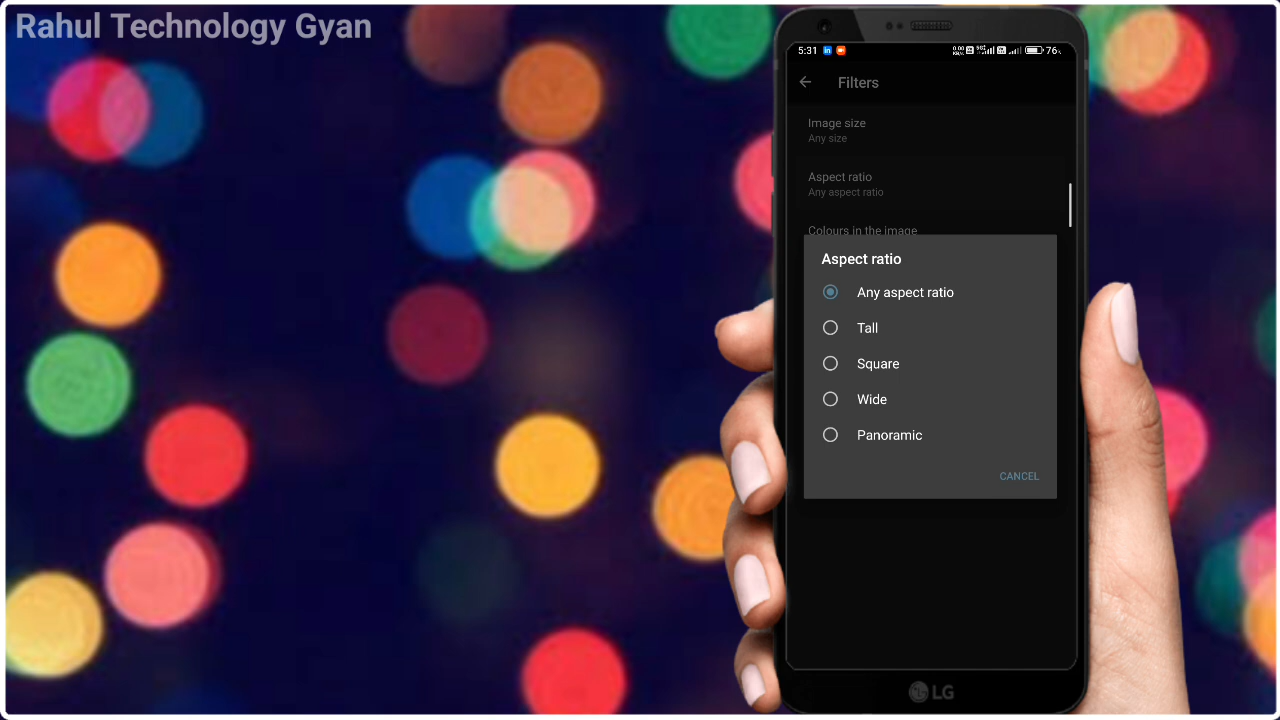 Rahul Technology Gyan
5:31
76
Filters
Image size
Any size
Aspect ratio
Any aspect ratio
Colours in the image
Aspect ratio
Any aspect ratio
Tall
Square
Wide
Panoramic
CANCEL
LG